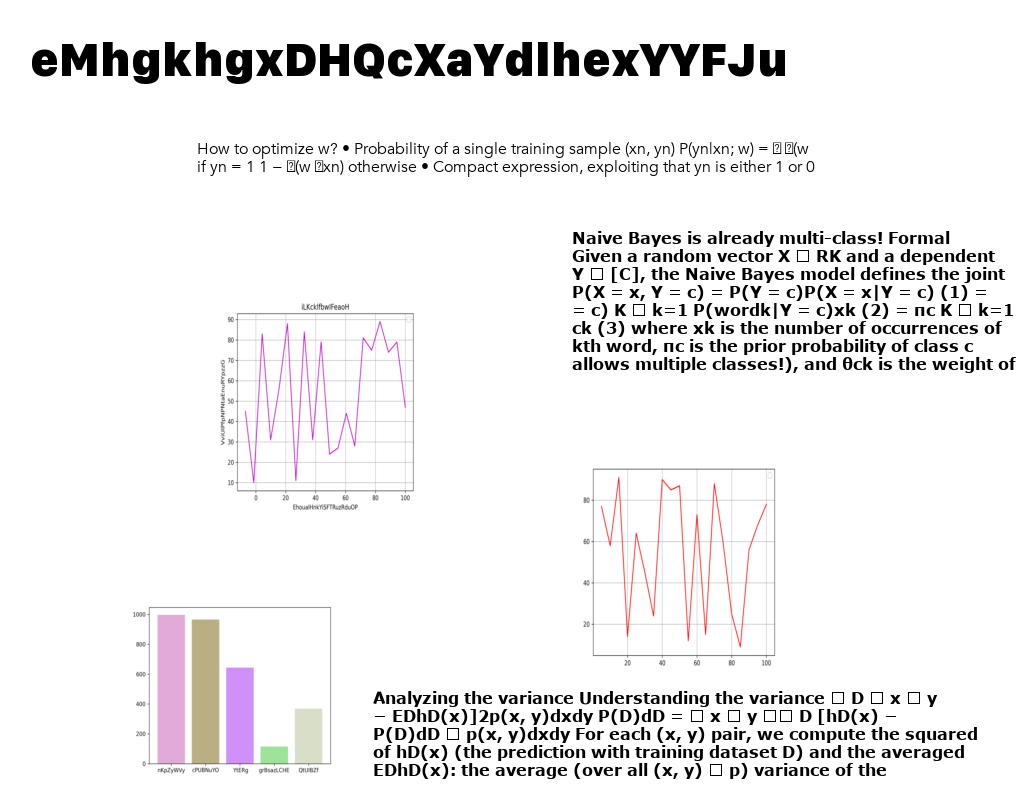 eMhgkhgxDHQcXaYdlhexYYFJu
How to optimize w? • Probability of a single training sample (xn, yn) P(yn|xn; w) = (w
if yn = 1 1 − (w xn) otherwise • Compact expression, exploiting that yn is either 1 or 0
Naive Bayes is already multi-class! Formal
Given a random vector X □ RK and a dependent
Y □ [C], the Naive Bayes model defines the joint
P(X = x, Y = c) = P(Y = c)P(X = x|Y = c) (1) =
= c) K □ k=1 P(wordk|Y = c)xk (2) = πc K □ k=1
ck (3) where xk is the number of occurrences of
kth word, πc is the prior probability of class c
allows multiple classes!), and θck is the weight of
90
80
70
60
50
40
30
20
10
0 20 40 60 80 100
80
60
40
20
20 40 60 80 100
1000
800
600
400
200
0
nKpZyWVy cPUBNuYO YtERg grBsazLCHE QtUlBZf
Analyzing the variance Understanding the variance □ D □ x □ y
− EDhD(x)]2p(x, y)dxdy P(D)dD = □ x □ y □□ D [hD(x) −
P(D)dD □ p(x, y)dxdy For each (x, y) pair, we compute the squared
of hD(x) (the prediction with training dataset D) and the averaged
EDhD(x): the average (over all (x, y) □ p) variance of the